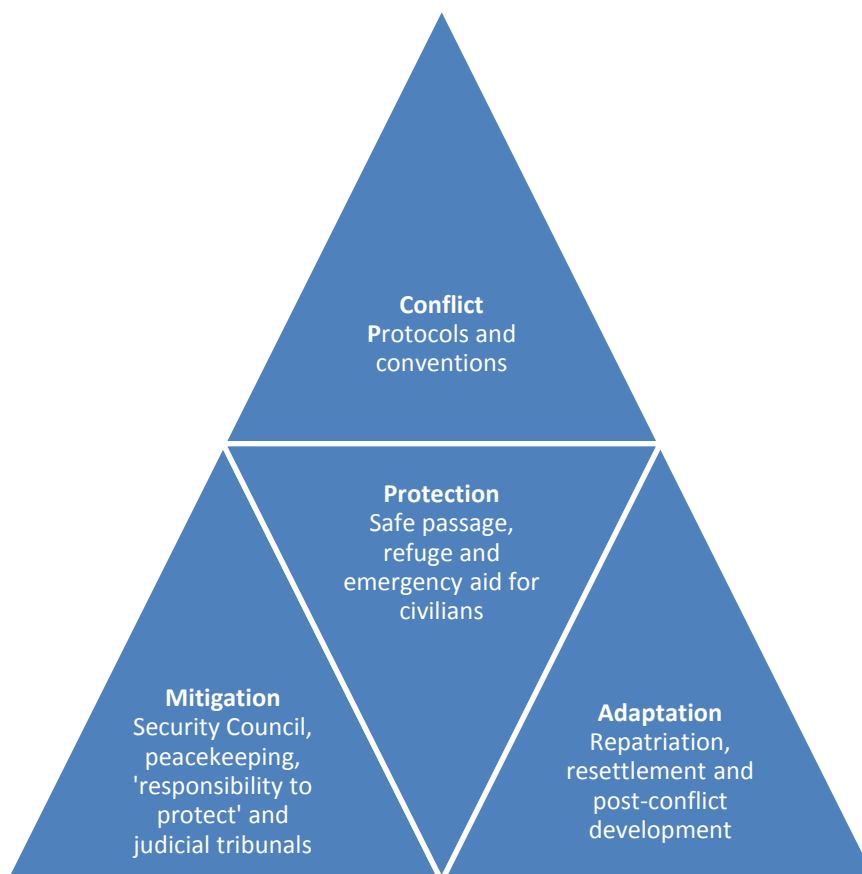 Conflict
Protocols and
conventions
Protection
Safe passage,
refuge and
emergency aid for
civilians
Mitigation
Security Council,
peacekeeping,
'responsibility to
protect' and
judicial tribunals
Adaptation
Repatriation,
resettlement and
post-conflict
development